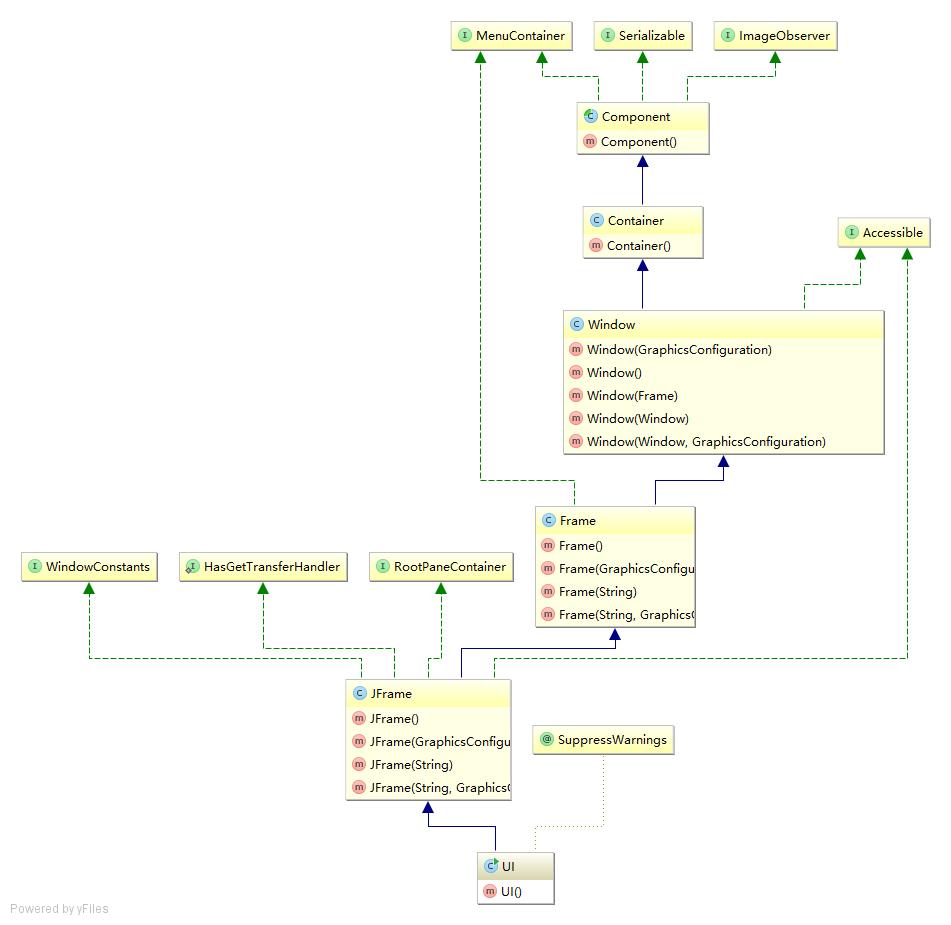 MenuContainer
Serializable
ImageObserver
Component
Component()
Container
Container()
Accessible
Window
Window(GraphicsConfiguration)
Window()
Window(Frame)
Window(Window)
Window(Window, GraphicsConfiguration)
Frame
Frame()
Frame(GraphicsConfigu
Frame(String)
Frame(String, GraphicsC
WindowConstants
HasGetTransferHandler
RootPaneContainer
JFrame
JFrame()
JFrame(GraphicsConfigu
JFrame(String)
JFrame(String, GraphicsC
SuppressWarnings
UI
UI()
Powered by yFiles